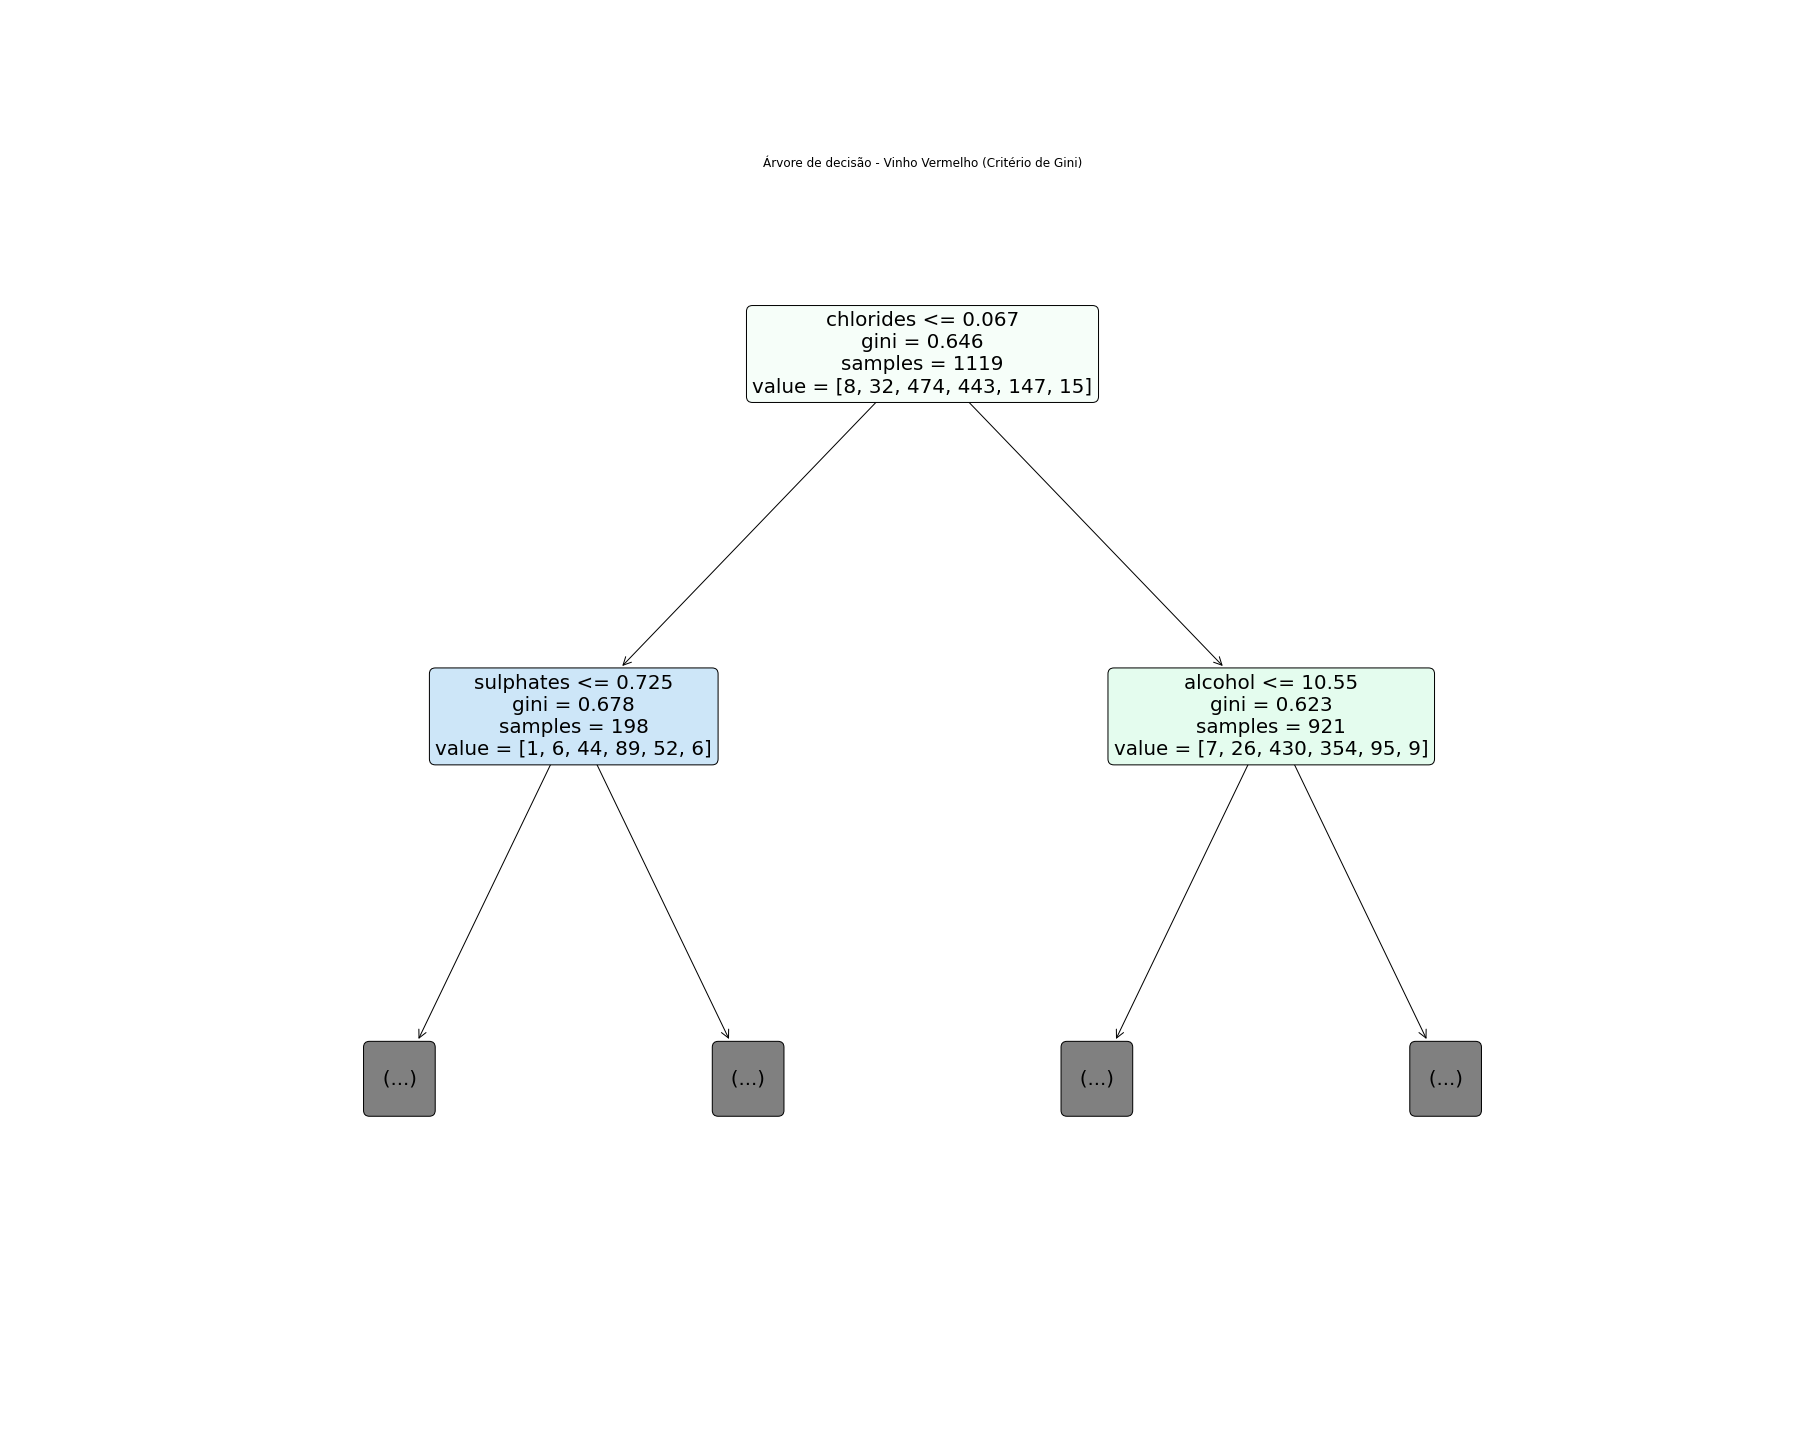 Árvore de decisão - Vinho Vermelho (Critério de Gini)
chlorides <= 0.067
gini = 0.646
samples = 1119
value = [8, 32, 474, 443, 147, 15]
sulphates <= 0.725
gini = 0.678
samples = 198
value = [1, 6, 44, 89, 52, 6]
alcohol <= 10.55
gini = 0.623
samples = 921
value = [7, 26, 430, 354, 95, 9]
(...)
(...)
(...)
(...)